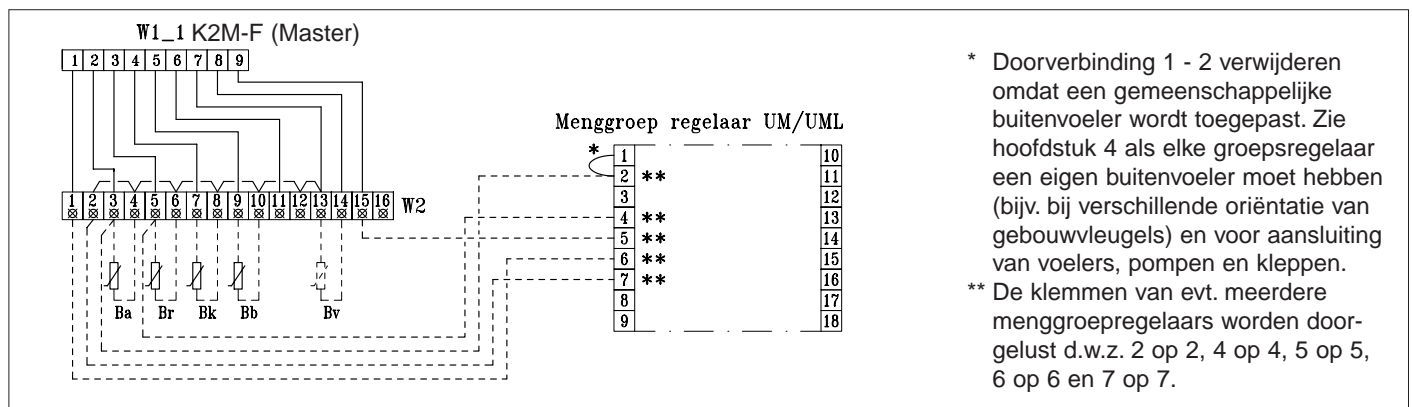 W1_1 K2M-F (Master)
1 2 3 4 5 6 7 8 9
Menggroep regelaar UM/UML
* 1 10
2 ** 11
3 12
4 ** 13
5 ** 14
6 ** 15
7 ** 16
8 17
9 18
1 2 3 4 5 6 7 8 9 10 11 12 13 14 15 16 W2
Ba Br Bk Bb Bv
* Doorverbinding 1 - 2 verwijderen
omdat een gemeenschappelijke
buitenvoeler wordt toegepast. Zie
hoofdstuk 4 als elke groepsregelaar
een eigen buitenvoeler moet hebben
(bijv. bij verschillende oriëntatie van
gebouwvleugels) en voor aansluiting
van voelers, pompen en kleppen.
** De klemmen van evt. meerdere
menggroepregelaars worden door-
gelust d.w.z. 2 op 2, 4 op 4, 5 op 5,
6 op 6 en 7 op 7.